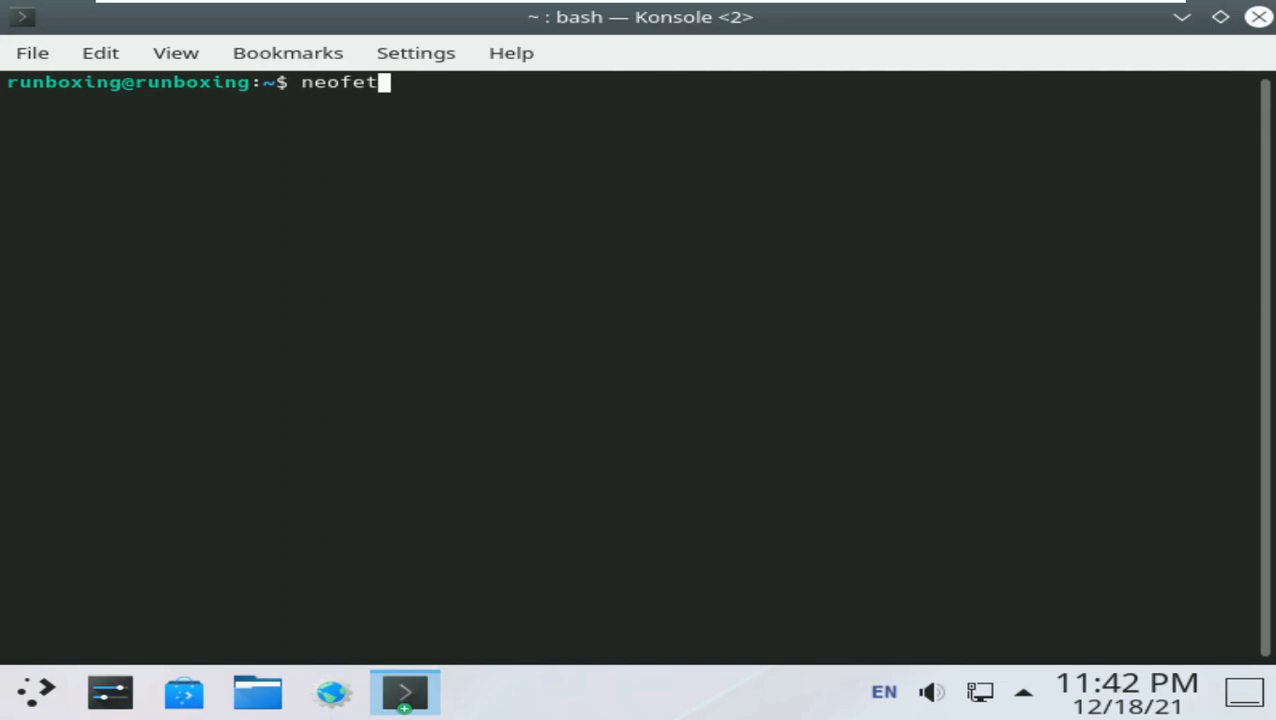 ~ : bash — Konsole <2>
File Edit View Bookmarks Settings Help
runboxing@runboxing:~$ neofet
EN 11:42 PM
12/18/21